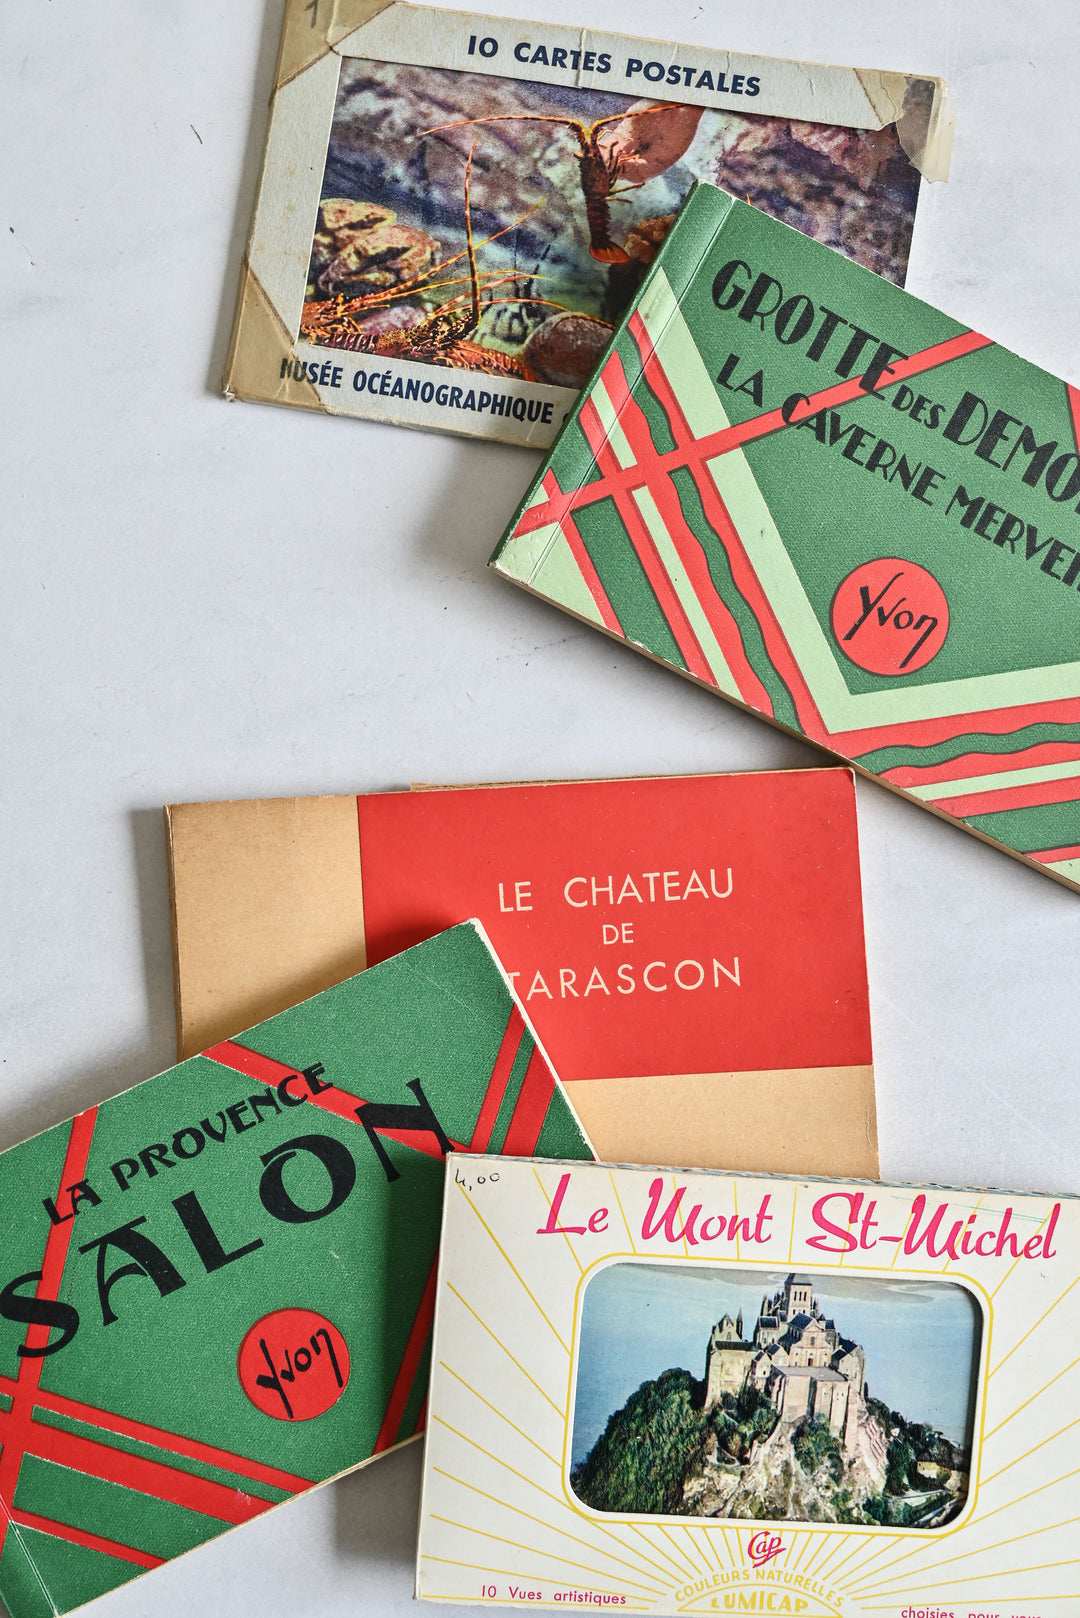 1
10 CARTES POSTALES
MUSÉE OCÉANOGRAPHIQUE
GROTTE DES DEMO
LA CAVERNE MERVEI
Yvon
LE CHATEAU
DE
TARASCON
LA PROVENCE
SALON
Yvon
4,00
Le Mont St-Michel
Cap
COULEURS NATURELLES
LUMICAP
10 Vues artistiques
choisies pour vous